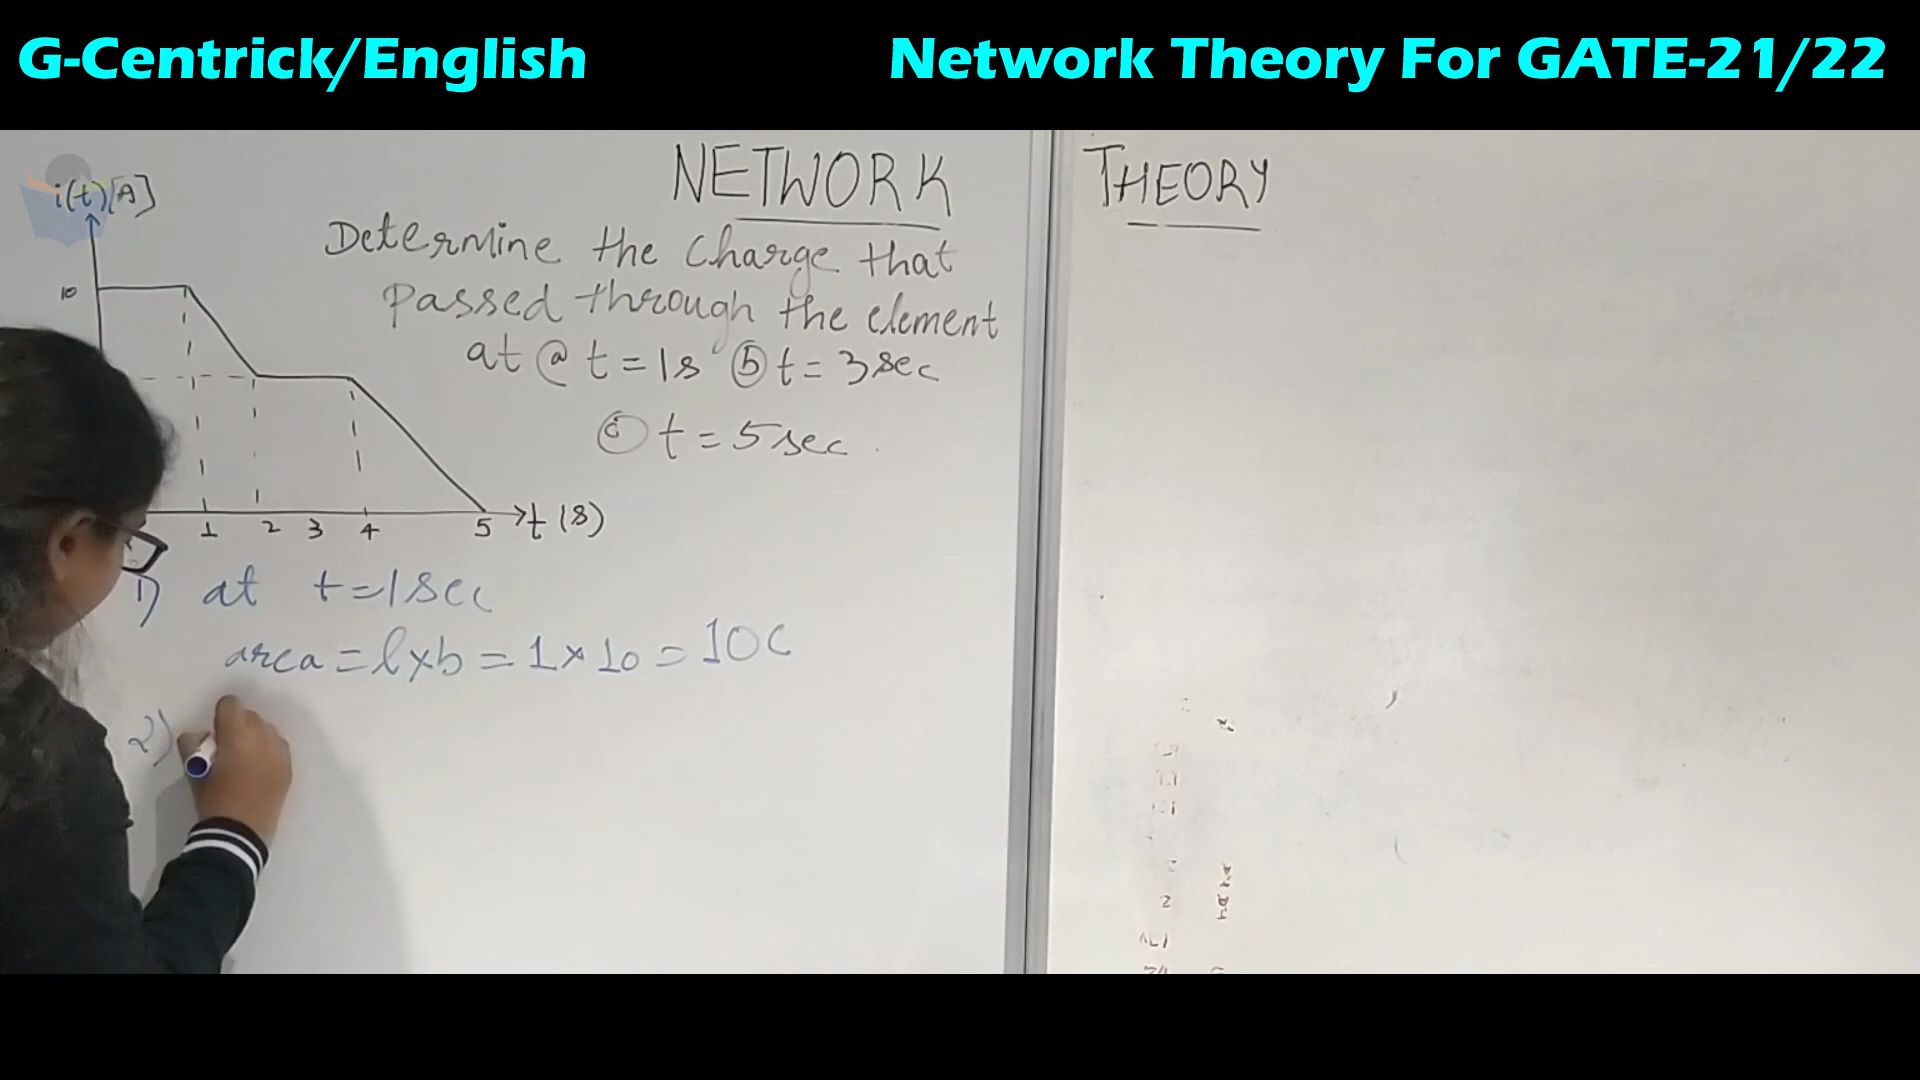 G-Centrick/English
Network Theory For GATE-21/22
NETWORK THEORY
i(t)[A]
Determine the charge that
passed through the element
at ⓐ t = 1s ⓑ t = 3sec
ⓒ t = 5sec.
10
1 2 3 4 5 t (s)
1) at t=1sec
area = l×b = 1×10 = 10C
2)